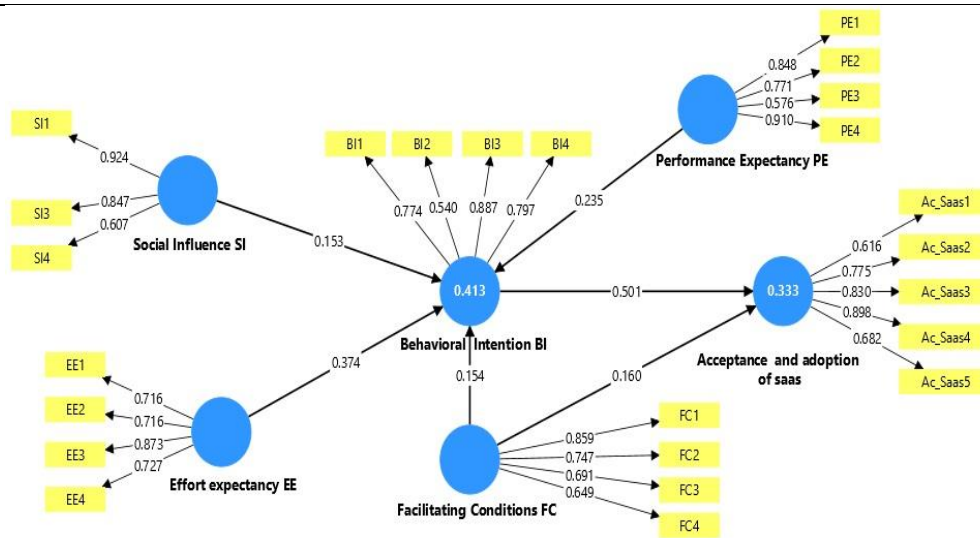 PE1
PE2
PE3
PE4
0.848
0.771
0.576
0.910
Performance Expectancy PE
SI1
SI3
SI4
0.924
0.847
0.607
Social Influence SI
BI1
BI2
BI3
BI4
0.774
0.540
0.887
0.797
0.235
0.153
0.413
Behavioral Intention BI
0.501
0.333
Acceptance and adoption
of saas
Ac_Saas1
Ac_Saas2
Ac_Saas3
Ac_Saas4
Ac_Saas5
0.616
0.775
0.830
0.898
0.682
0.374
0.154
0.160
EE1
EE2
EE3
EE4
0.716
0.716
0.873
0.727
Effort expectancy EE
FC1
FC2
FC3
FC4
0.859
0.747
0.691
0.649
Facilitating Conditions FC